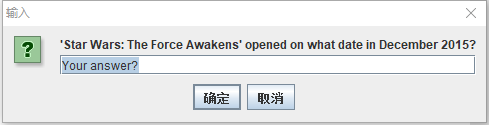 输入
'Star Wars: The Force Awakens' opened on what date in December 2015?
Your answer?
确定 取消